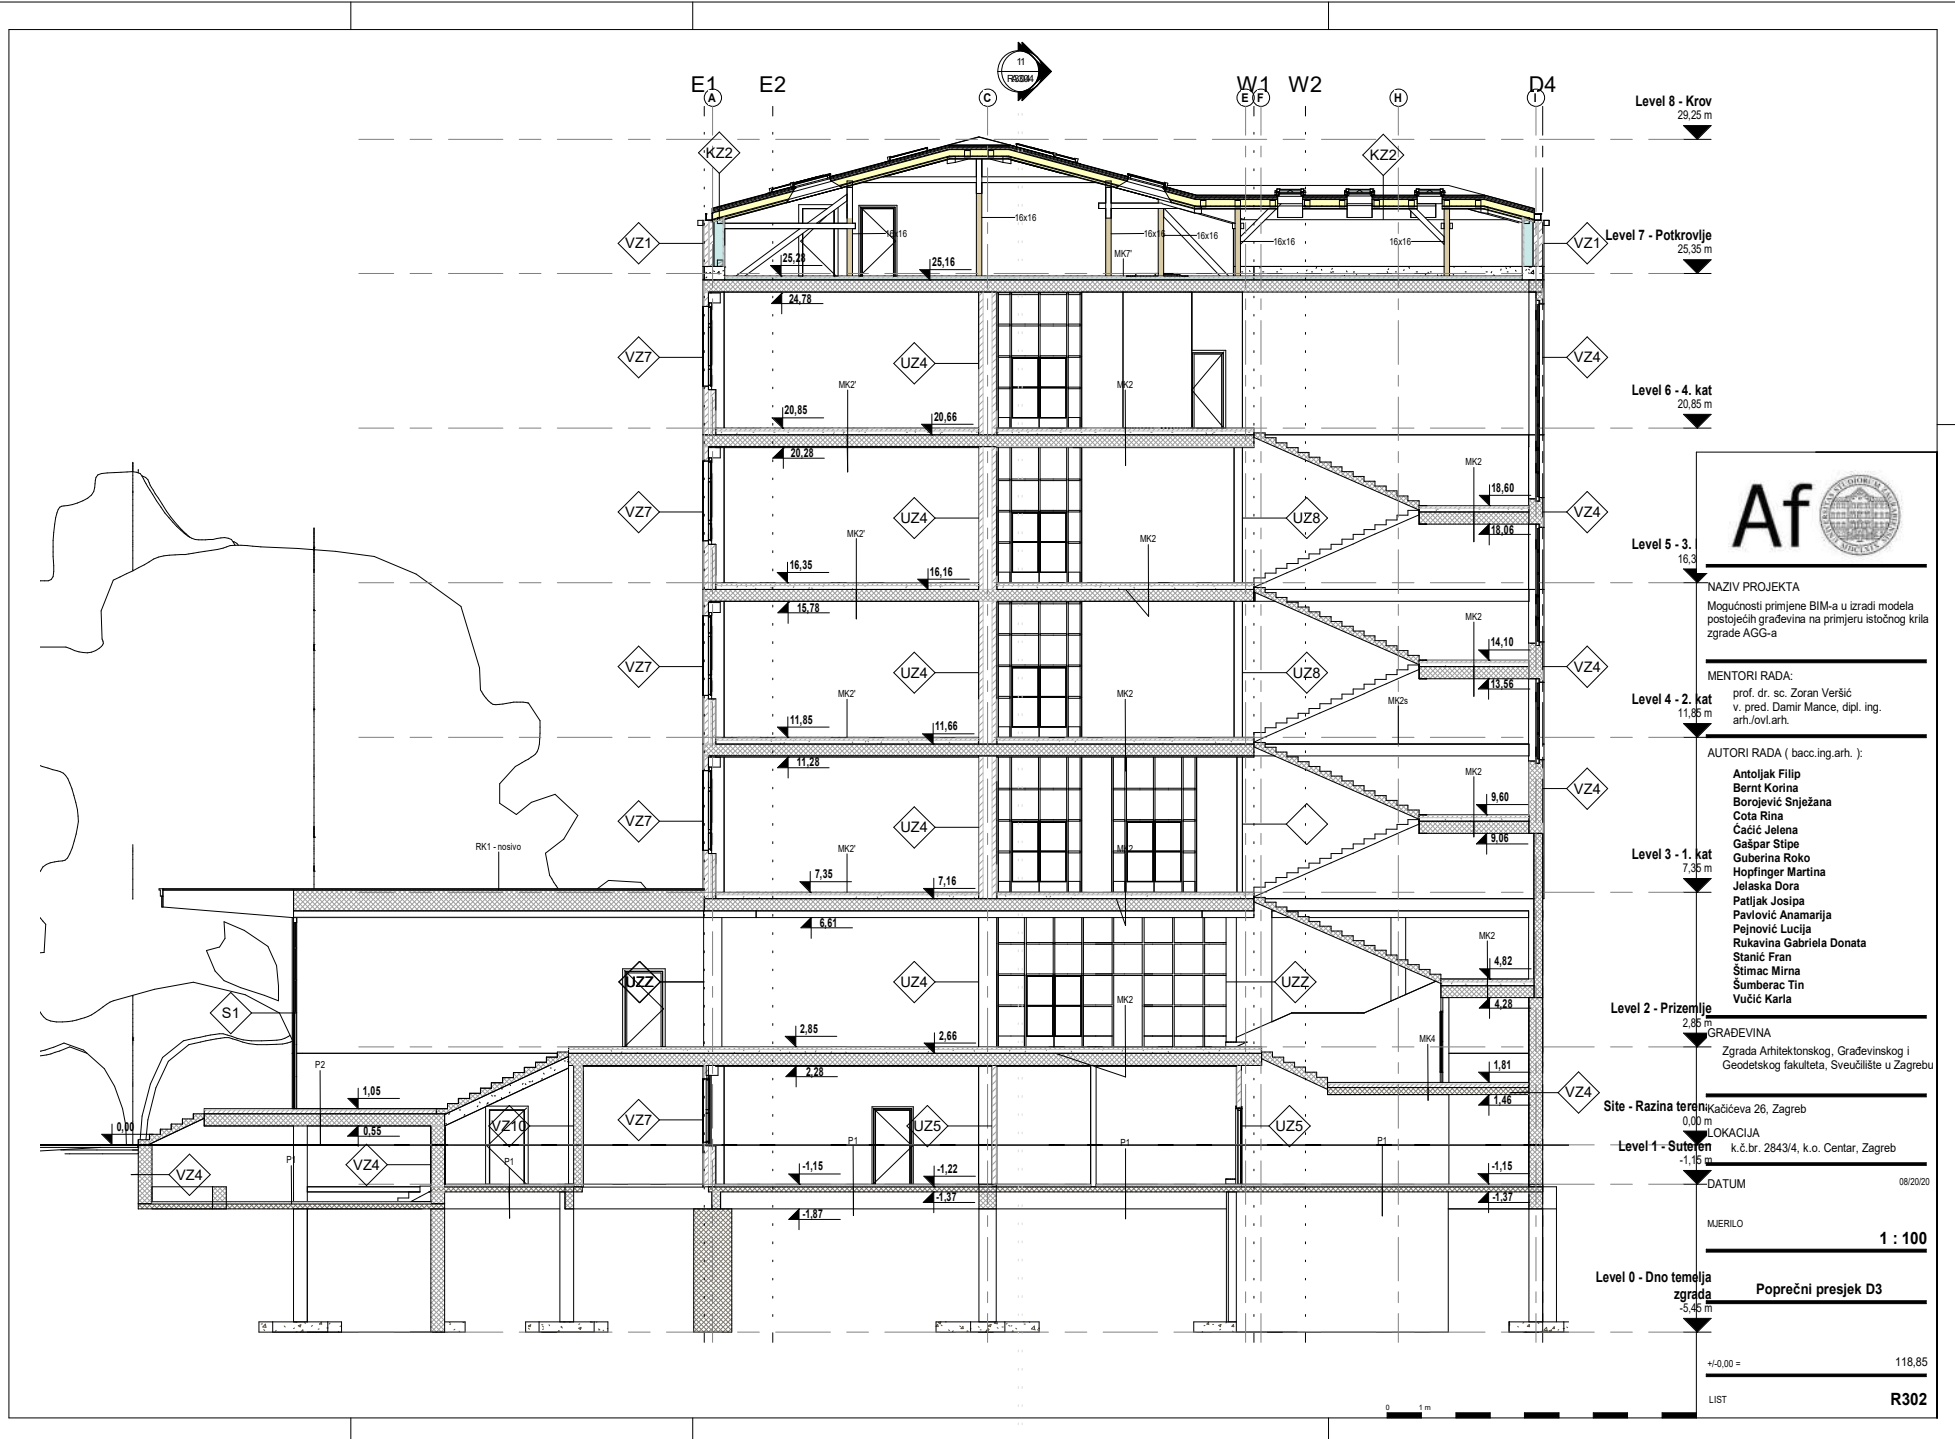 11
E1
E2
W1
W2
D4
A
C
E
F
H
I
Level 8 - Krov
29,25 m
KZ2
KZ2
VZ1
VZ1
Level 7 - Potkrovlje
25,35 m
16x16
16x16
16x16
16x16
16x16
16x16
MK7'
25,28
25,16
24,78
VZ7
UZ4
VZ4
MK2'
MK2
Level 6 - 4. kat
20,85 m
20,85
20,66
20,28
MK2
18,60
VZ7
UZ4
UZ8
VZ4
18,06
MK2'
MK2
Level 5 - 3.
16,3
16,35
16,16
15,78
MK2
14,10
VZ7
UZ4
UZ8
VZ4
13,56
MK2'
MK2
MK2s
Level 4 - 2. kat
11,85 m
11,85
11,66
11,28
MK2
9,60
VZ4
VZ7
UZ4
9,06
RK1 - nosivo
MK2'
MK2
Level 3 - 1. kat
7,35 m
7,35
7,16
6,61
MK2
4,82
UZZ
UZ4
UZZ
4,28
S1
MK2
Level 2 - Prizemlje
2,85 m
2,85
2,66
2,28
MK4
P2
1,81
1,46
1,05
0,55
VZ4
0,00
VZ10
VZ7
UZ5
UZ5
Site - Razina teren
0,00 m
Level 1 - Suteren
-1,15 m
P1
P1
P1
P1
P1
VZ4
VZ4
-1,15
-1,22
-1,15
-1,37
-1,37
-1,87
Level 0 - Dno temelja
zgrada
-5,45 m
0
1 m
Af
NAZIV PROJEKTA
Mogućnosti primjene BIM-a u izradi modela
postojećih građevina na primjeru istočnog krila
zgrade AGG-a
MENTORI RADA:
prof. dr. sc. Zoran Veršić
v. pred. Damir Mance, dipl. ing.
arh./ovl.arh.
AUTORI RADA ( bacc.ing.arh. ):
Antoljak Filip
Bernt Korina
Borojević Snježana
Cota Rina
Ćaćić Jelena
Gašpar Stipe
Guberina Roko
Hopfinger Martina
Jelaska Dora
Patljak Josipa
Pavlović Anamarija
Pejnović Lucija
Rukavina Gabriela Donata
Stanić Fran
Štimac Mirna
Šumberac Tin
Vučić Karla
GRAĐEVINA
Zgrada Arhitektonskog, Građevinskog i
Geodetskog fakulteta, Sveučilište u Zagrebu
Kačićeva 26, Zagreb
LOKACIJA
k.č.br. 2843/4, k.o. Centar, Zagreb
DATUM
08/20/20
MJERILO
1 : 100
Poprečni presjek D3
+/-0,00 =
118,85
LIST
R302